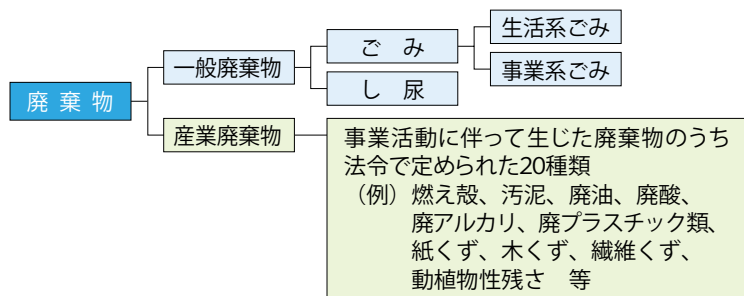 廃棄物
一般廃棄物
ごみ
生活系ごみ
事業系ごみ
し尿
産業廃棄物
事業活動に伴って生じた廃棄物のうち
法令で定められた20種類
（例）燃え殻、汚泥、廃油、廃酸、
廃アルカリ、廃プラスチック類、
紙くず、木くず、繊維くず、
動植物性残さ　等